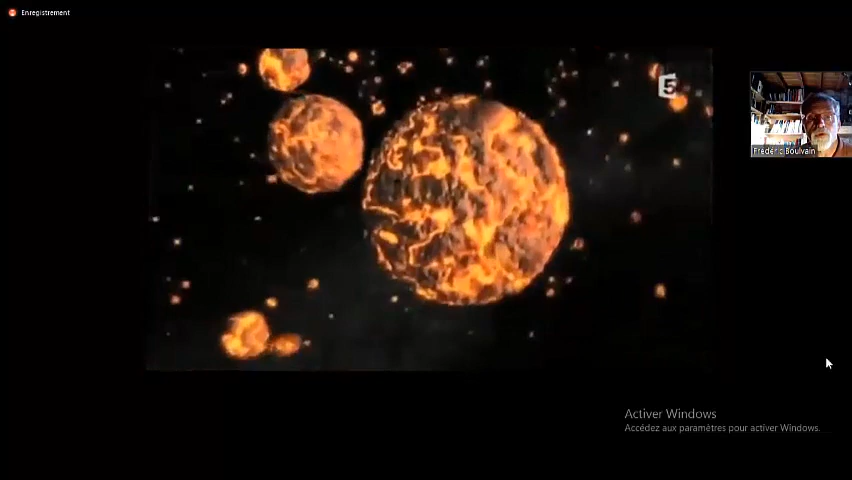 Enregistrement
5
Frédéric Boulvain
Activer Windows
Accédez aux paramètres pour activer Windows.